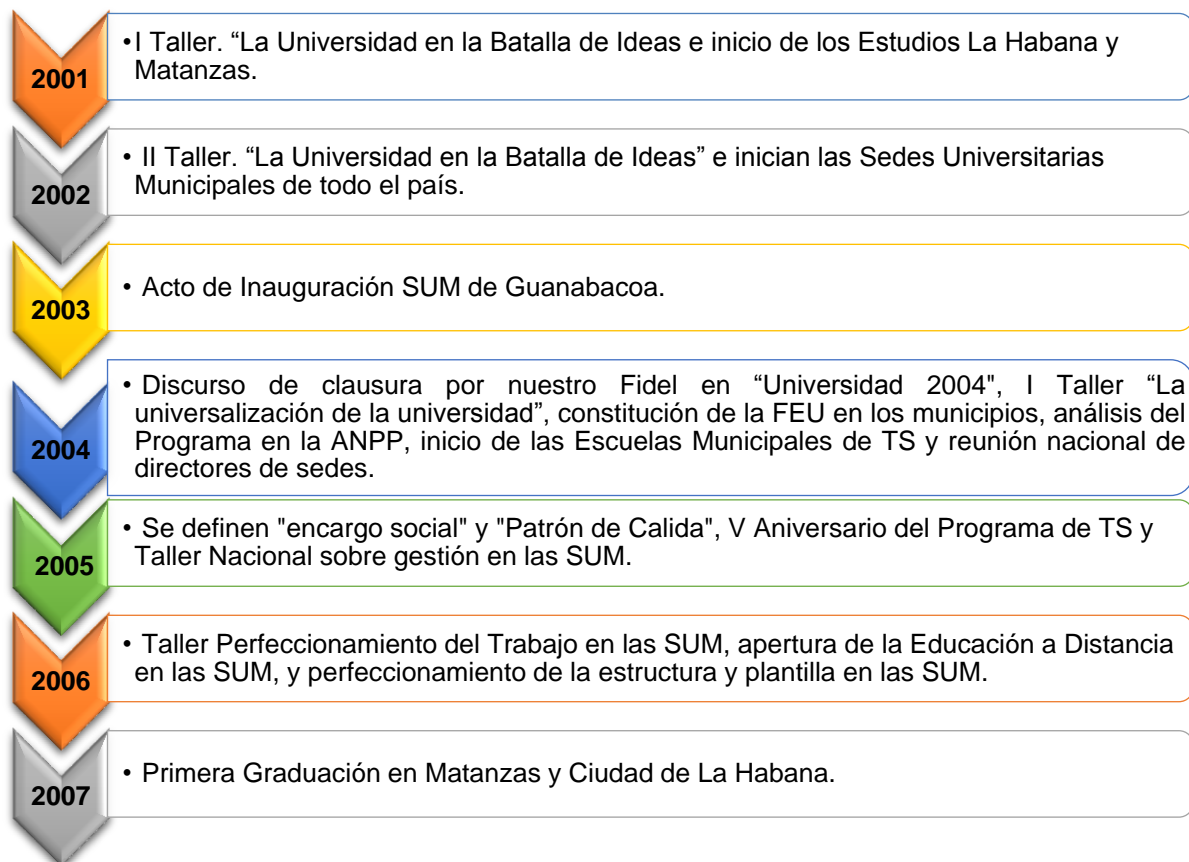 2001
•I Taller. “La Universidad en la Batalla de Ideas e inicio de los Estudios La Habana y
Matanzas.
2002
• II Taller. “La Universidad en la Batalla de Ideas” e inician las Sedes Universitarias
Municipales de todo el país.
2003
• Acto de Inauguración SUM de Guanabacoa.
2004
• Discurso de clausura por nuestro Fidel en “Universidad 2004", I Taller “La
universalización de la universidad”, constitución de la FEU en los municipios, análisis del
Programa en la ANPP, inicio de las Escuelas Municipales de TS y reunión nacional de
directores de sedes.
2005
• Se definen "encargo social" y "Patrón de Calida", V Aniversario del Programa de TS y
Taller Nacional sobre gestión en las SUM.
2006
• Taller Perfeccionamiento del Trabajo en las SUM, apertura de la Educación a Distancia
en las SUM, y perfeccionamiento de la estructura y plantilla en las SUM.
2007
• Primera Graduación en Matanzas y Ciudad de La Habana.